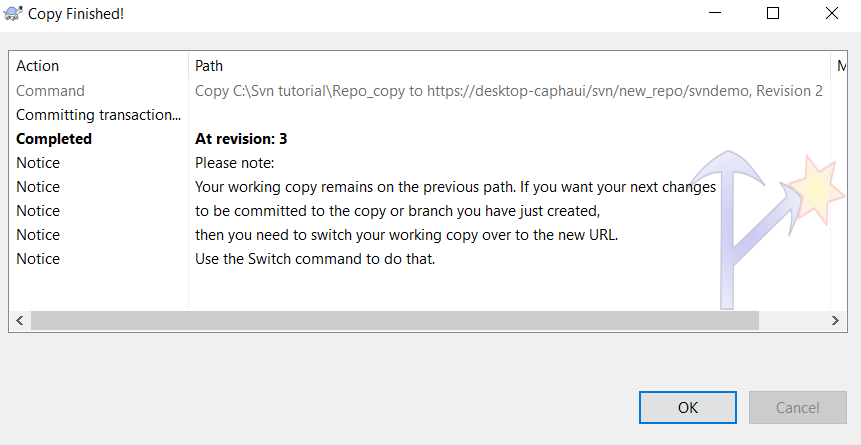 Copy Finished!
Action Path M
Command Copy C:\Svn tutorial\Repo_copy to https://desktop-caphaui/svn/new_repo/svndemo, Revision 2
Committing transaction...
Completed At revision: 3
Notice Please note:
Notice Your working copy remains on the previous path. If you want your next changes
Notice to be committed to the copy or branch you have just created,
Notice then you need to switch your working copy over to the new URL.
Notice Use the Switch command to do that.
OK Cancel